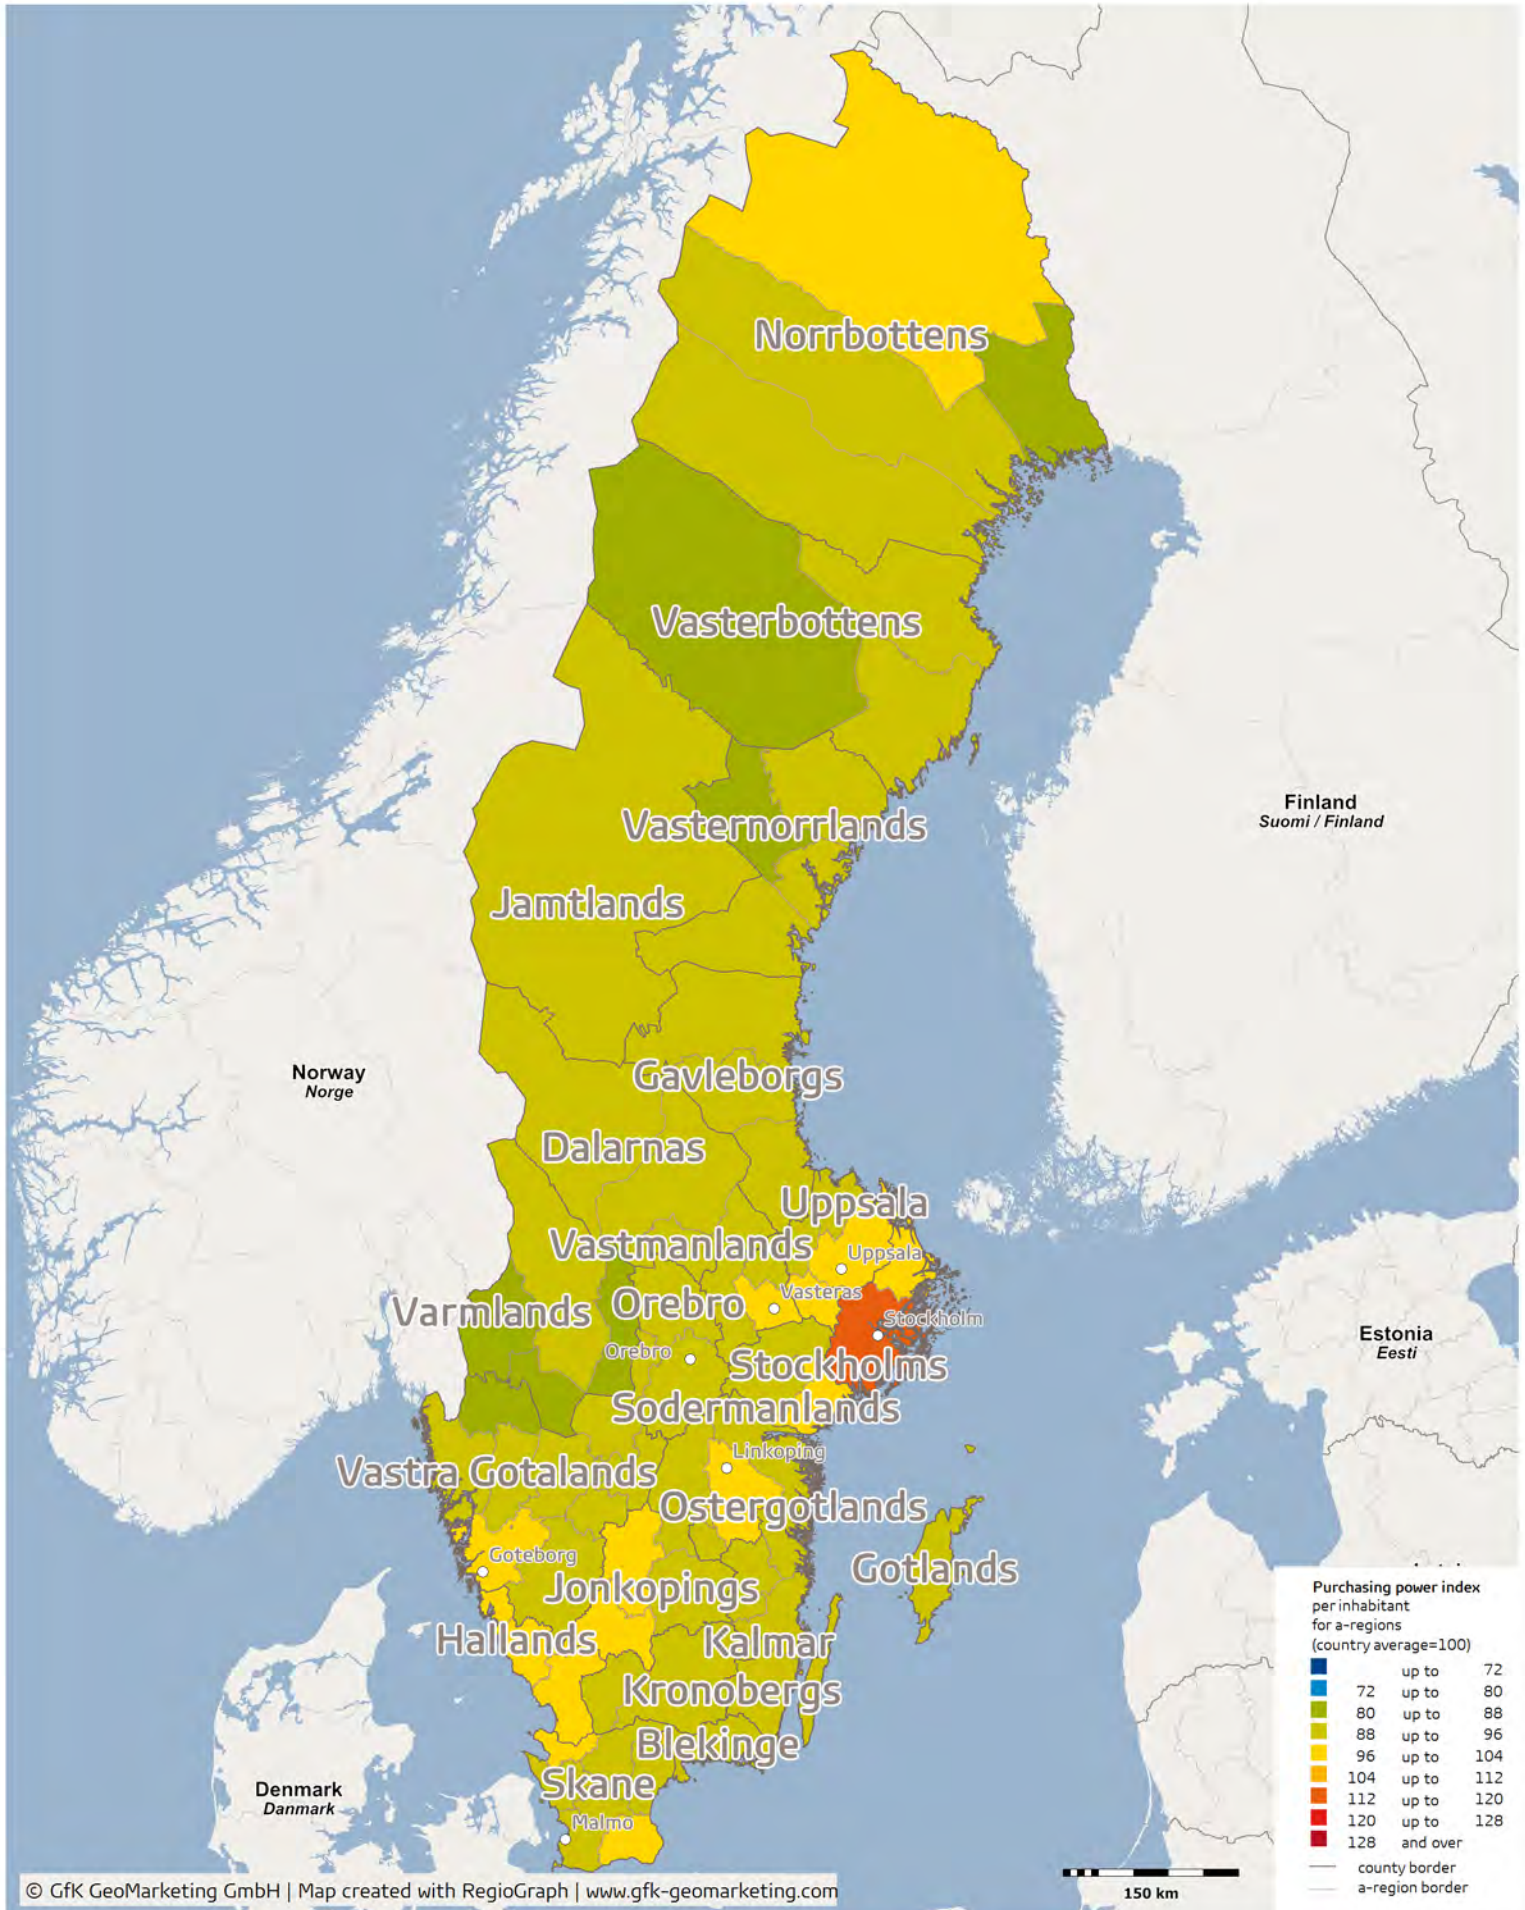 Norrbottens
Vasterbottens
Finland
Suomi / Finland
Vasternorrlands
Jamtlands
Norway
Norge
Gavleborgs
Dalarnas
Uppsala
Vastmanlands
Uppsala
Vasteras
Varmlands
Orebro
Stockholm
Estonia
Eesti
Orebro
Stockholms
Sodermanlands
Linkoping
Vastra Gotalands
Ostergotlands
Goteborg
Gotlands
Jonkopings
Hallands
Kalmar
Kronobergs
Blekinge
Skane
Denmark
Danmark
Malmo
Purchasing power index
per inhabitant
for a-regions
(country average=100)
up to 72
72 up to 80
80 up to 88
88 up to 96
96 up to 104
104 up to 112
112 up to 120
120 up to 128
128 and over
county border
a-region border
150 km
© GfK GeoMarketing GmbH | Map created with RegioGraph | www.gfk-geomarketing.com